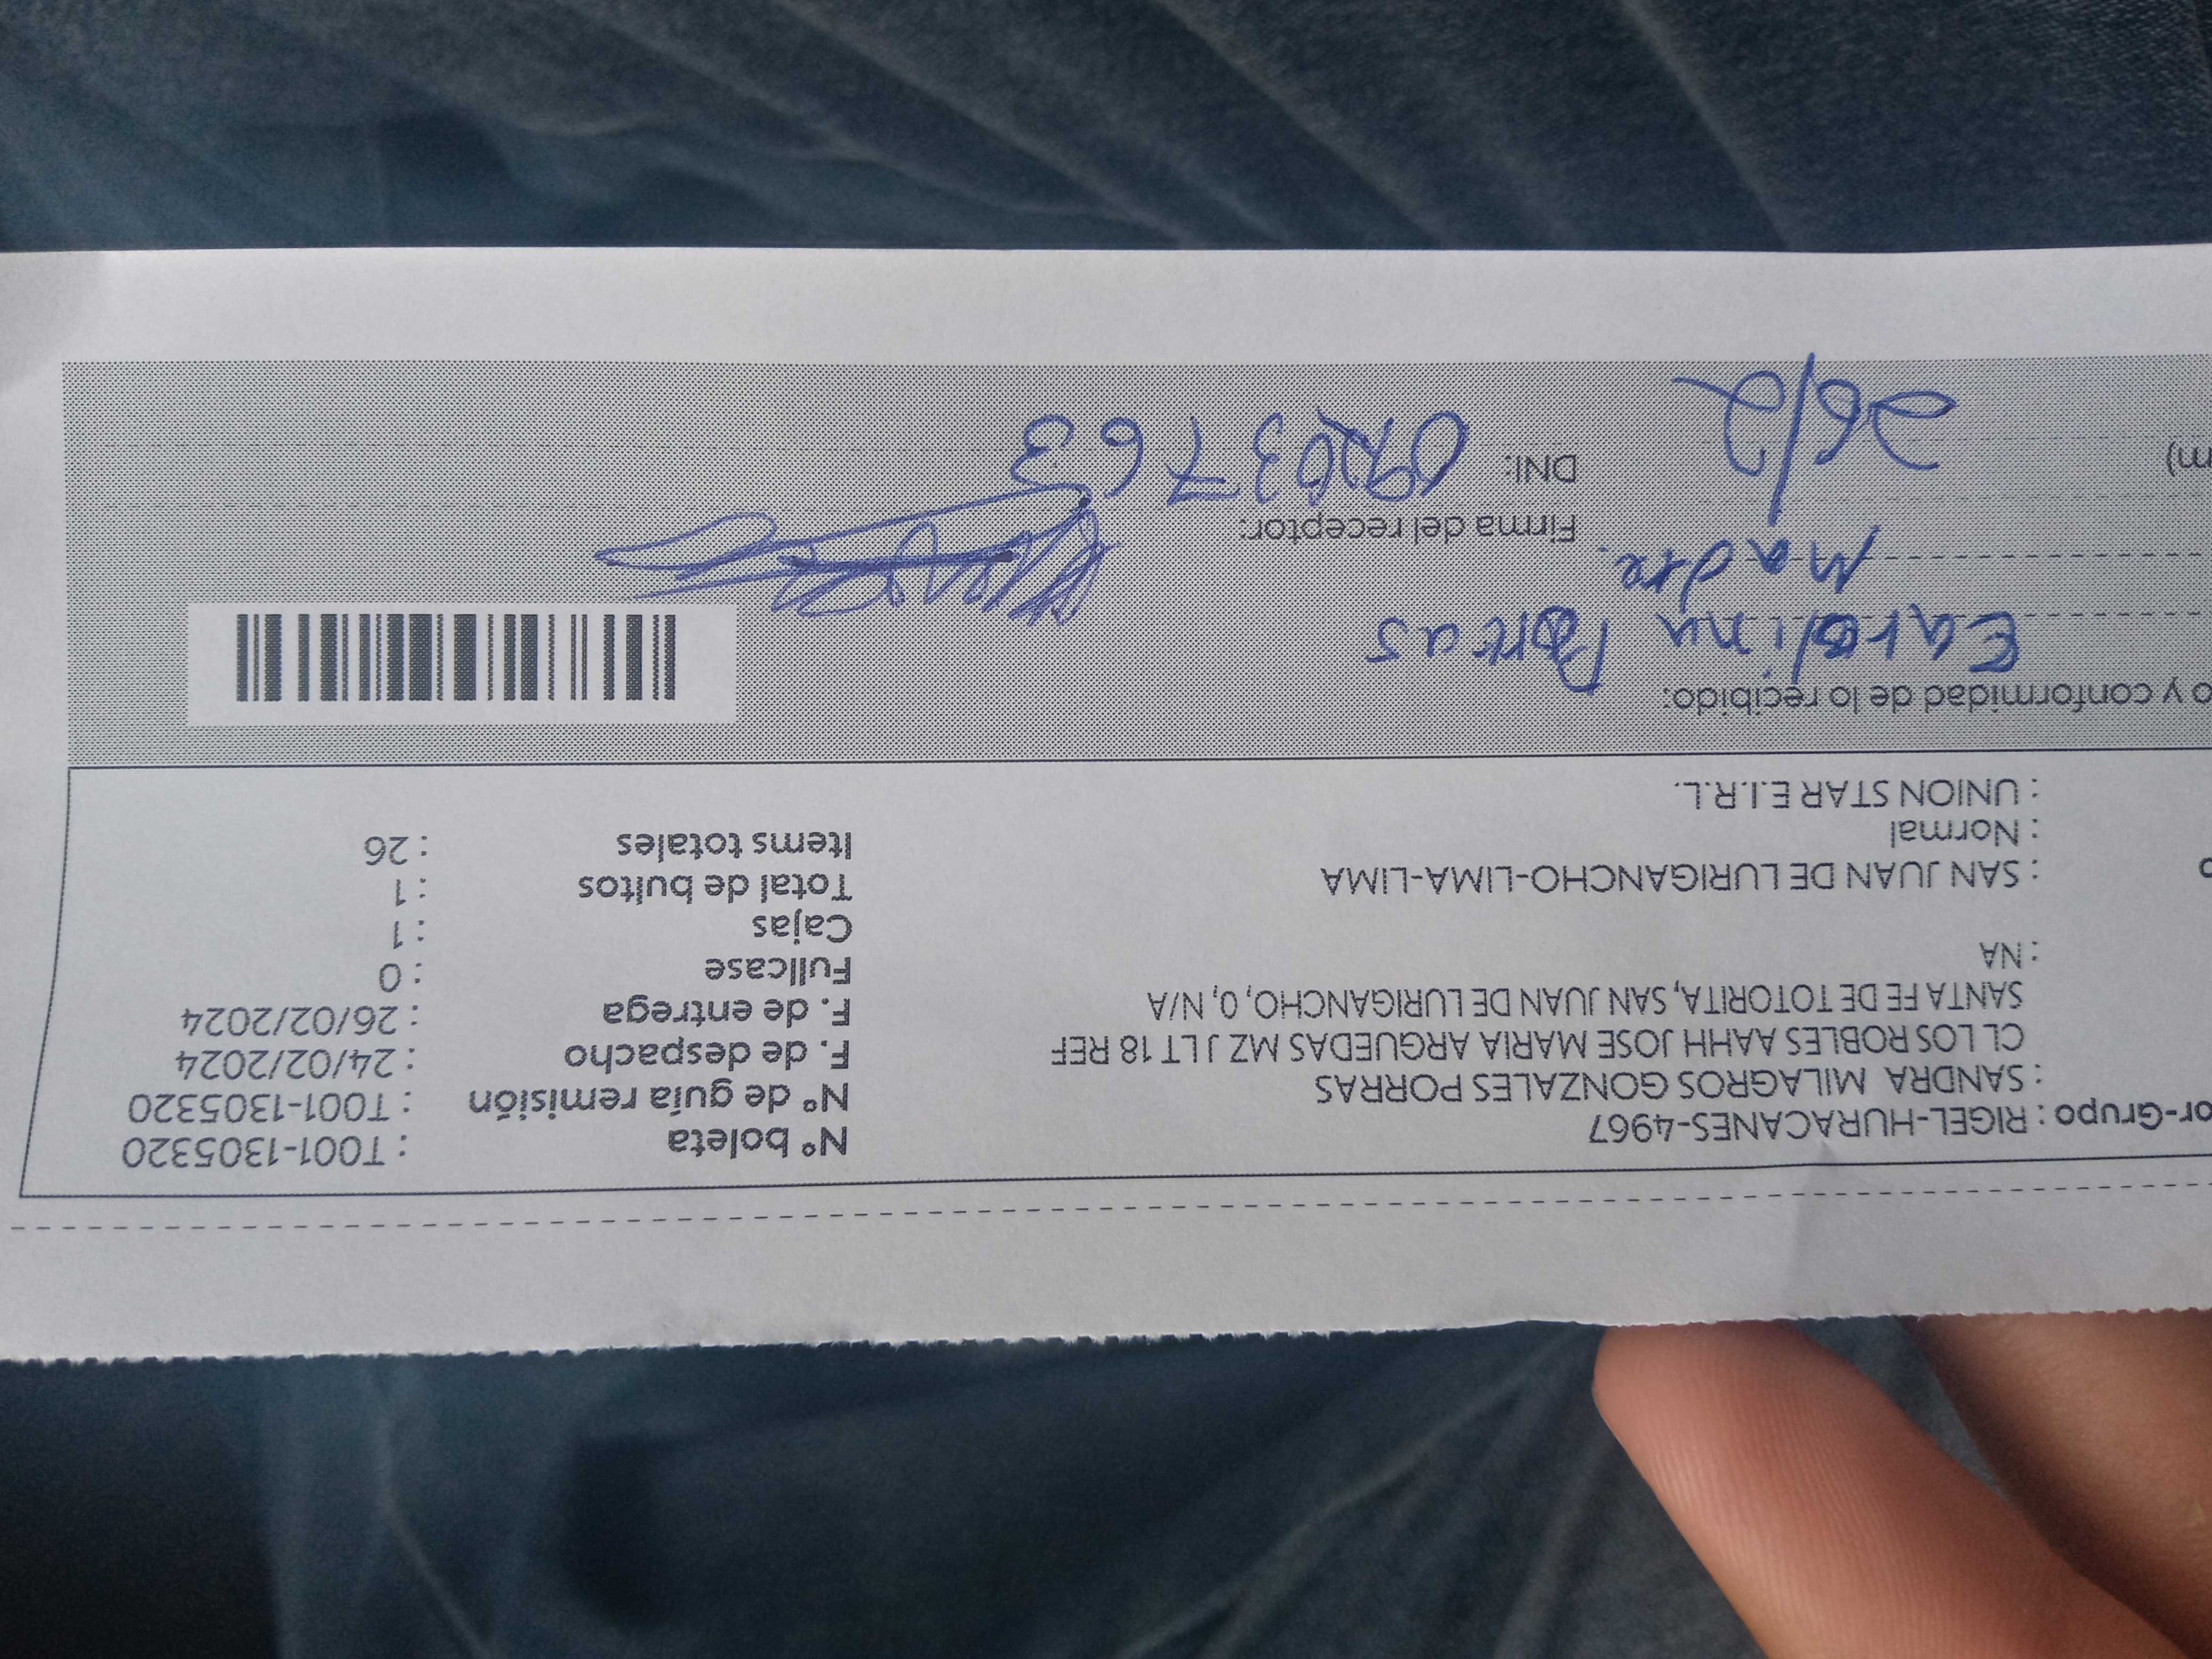 or-Grupo : RIGEL-HURACANES-4967
: SANDRA MILAGROS GONZALES PORRAS
CL LOS ROBLES AAHH JOSE MARIA ARGUEDAS MZ J LT 18 REF
SANTA FE DE TOTORITA, SAN JUAN DE LURIGANCHO, 0, N/A
: NA
: SAN JUAN DE LURIGANCHO-LIMA-LIMA
: Normal
: UNION STAR E.I.R.L.
N° boleta : T001-1305320
N° de guía remisión : T001-1305320
F. de despacho : 24/02/2024
F. de entrega : 26/02/2024
Fullcase : 0
Cajas : 1
Total de bultos : 1
Items totales : 26
o y conformidad de lo recibido:
Carolina Porras
Madre.
26/2
m)
Firma del receptor:
DNI: